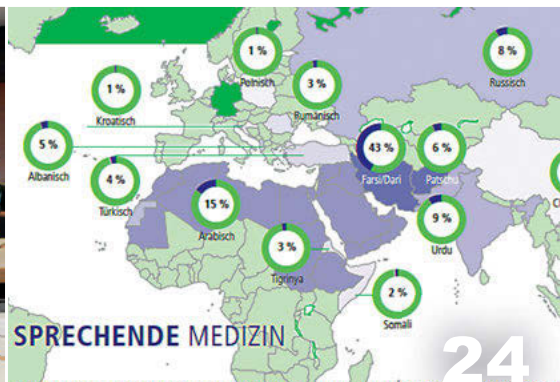 1 %
Polnisch
8 %
Russisch
1 %
Kroatisch
3 %
Rumänisch
5 %
Albanisch
43 %
Farsi/Dari
6 %
Paschtu
4 %
Türkisch
15 %
Arabisch
9 %
Urdu
3 %
Tigrinya
2 %
Somali
SPRECHENDE MEDIZIN
24